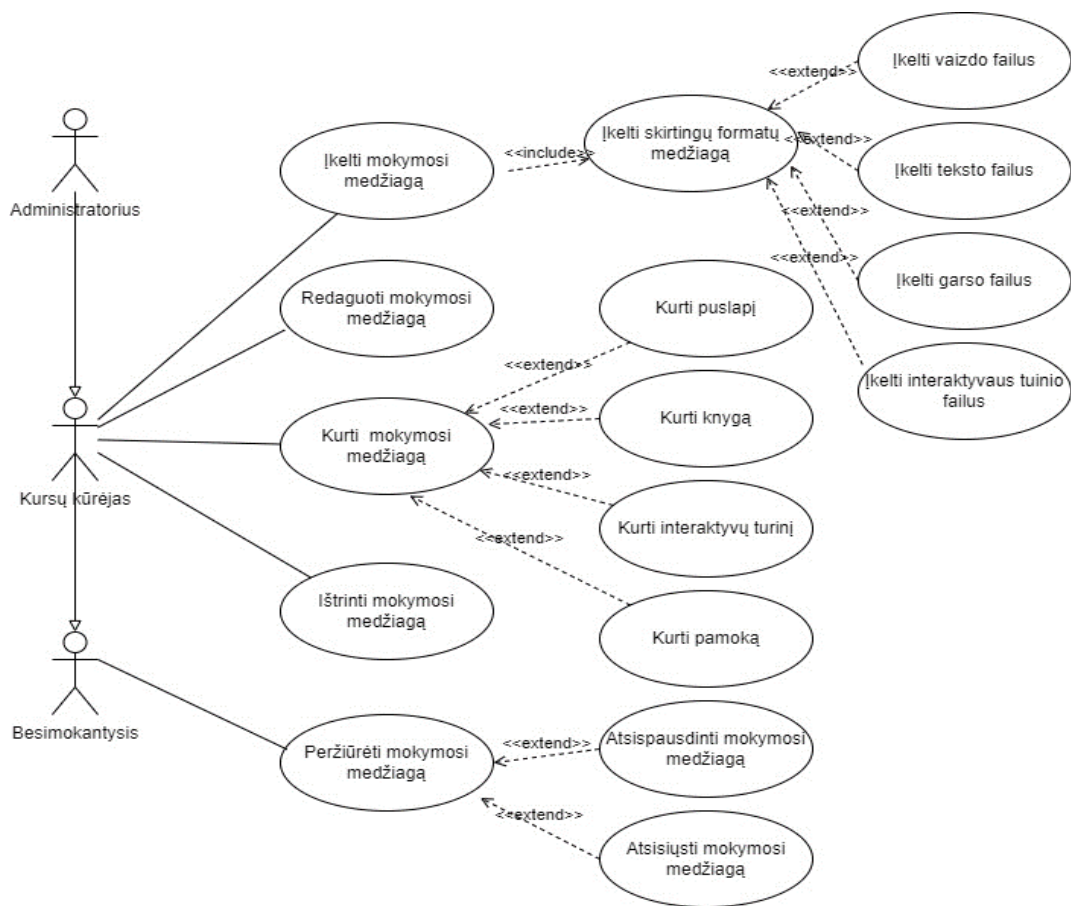 Įkelti vaizdo failus
<<extend>>
Įkelti skirtingų formatų
medžiagą
<<extend>>
Įkelti mokymosi
medžiagą
<<include>>
Įkelti teksto failus
Administratorius
<<extend>>
<<extend>>
Įkelti garso failus
Redaguoti mokymosi
medžiagą
Kurti puslapį
<<extend>>
Įkelti interaktyvaus tuinio
failus
<<extend>>
Kurti knygą
Kurti  mokymosi
medžiagą
<<extend>>
Kursų kūrėjas
Kurti interaktyvų turinį
<<extend>>
Ištrinti mokymosi
medžiagą
Kurti pamoką
Besimokantysis
Peržiūrėti mokymosi
medžiagą
<<extend>>
Atsispausdinti mokymosi
medžiagą
<<extend>>
Atsisiųsti mokymosi
medžiagą